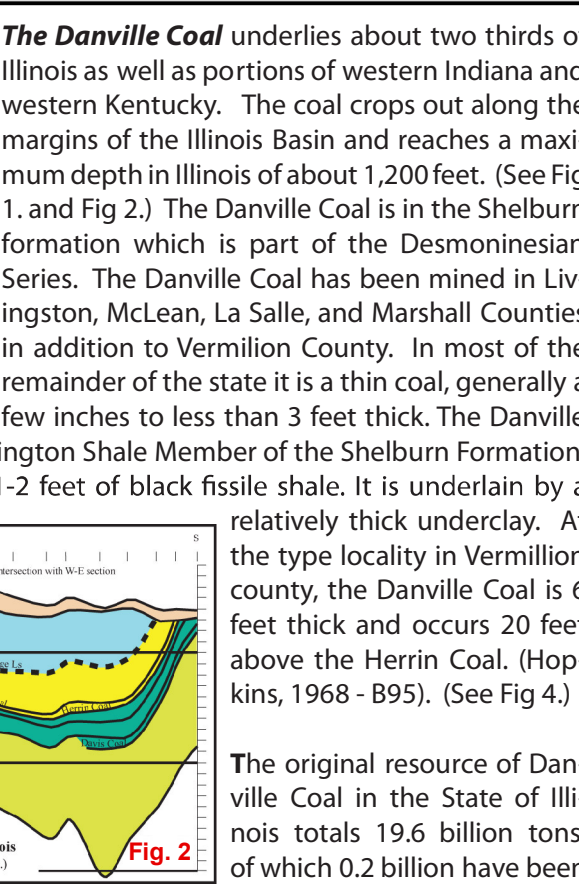 The Danville Coal underlies about two thirds of
Illinois as well as portions of western Indiana and
western Kentucky. The coal crops out along the
margins of the Illinois Basin and reaches a maxi-
mum depth in Illinois of about 1,200 feet. (See Fig
1. and Fig 2.) The Danville Coal is in the Shelburn
formation which is part of the Desmoninesian
Series. The Danville Coal has been mined in Liv-
ingston, McLean, La Salle, and Marshall Counties
in addition to Vermilion County. In most of the
remainder of the state it is a thin coal, generally a
few inches to less than 3 feet thick. The Danville
ington Shale Member of the Shelburn Formation
1-2 feet of black fissile shale. It is underlain by a
relatively thick underclay. At
the type locality in Vermillion
county, the Danville Coal is 6
feet thick and occurs 20 feet
above the Herrin Coal. (Hop-
kins, 1968 - B95). (See Fig 4.)
The original resource of Dan-
ville Coal in the State of Illi-
nois totals 19.6 billion tons,
of which 0.2 billion have been
S
ntersection with W-E section
ge Ls
Herrin Coal
Davis Coal
ois
.)
Fig. 2